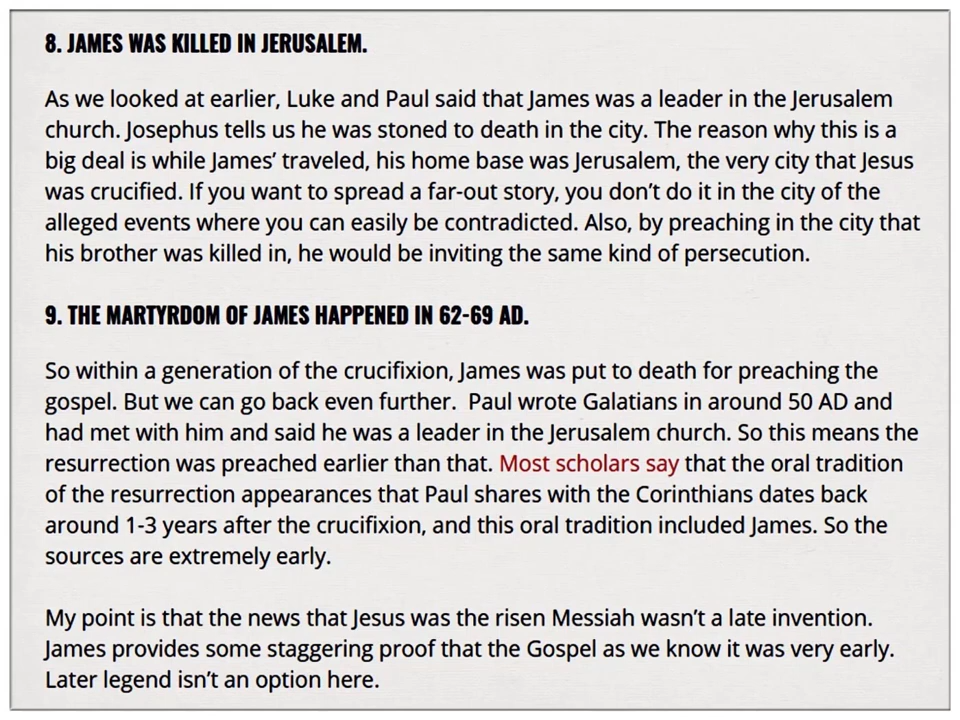 8. JAMES WAS KILLED IN JERUSALEM.
As we looked at earlier, Luke and Paul said that James was a leader in the Jerusalem
church. Josephus tells us he was stoned to death in the city. The reason why this is a
big deal is while James’ traveled, his home base was Jerusalem, the very city that Jesus
was crucified. If you want to spread a far-out story, you don’t do it in the city of the
alleged events where you can easily be contradicted. Also, by preaching in the city that
his brother was killed in, he would be inviting the same kind of persecution.
9. THE MARTYRDOM OF JAMES HAPPENED IN 62-69 AD.
So within a generation of the crucifixion, James was put to death for preaching the
gospel. But we can go back even further.  Paul wrote Galatians in around 50 AD and
had met with him and said he was a leader in the Jerusalem church. So this means the
resurrection was preached earlier than that. Most scholars say that the oral tradition
of the resurrection appearances that Paul shares with the Corinthians dates back
around 1-3 years after the crucifixion, and this oral tradition included James. So the
sources are extremely early.
My point is that the news that Jesus was the risen Messiah wasn’t a late invention.
James provides some staggering proof that the Gospel as we know it was very early.
Later legend isn’t an option here.